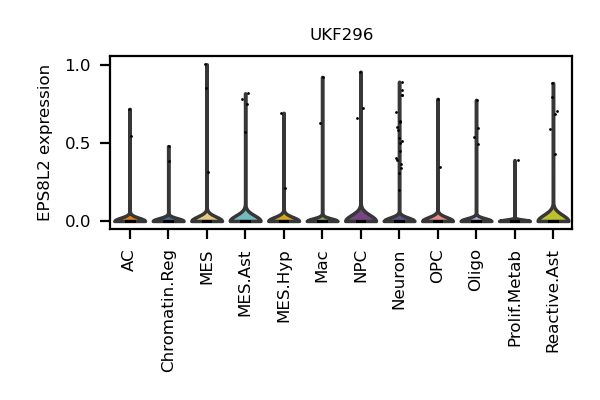 UKF296
EPS8L2 expression
1.0
0.5
0.0
AC
Chromatin.Reg
MES
MES.Ast
MES.Hyp
Mac
NPC
Neuron
OPC
Oligo
Prolif.Metab
Reactive.Ast